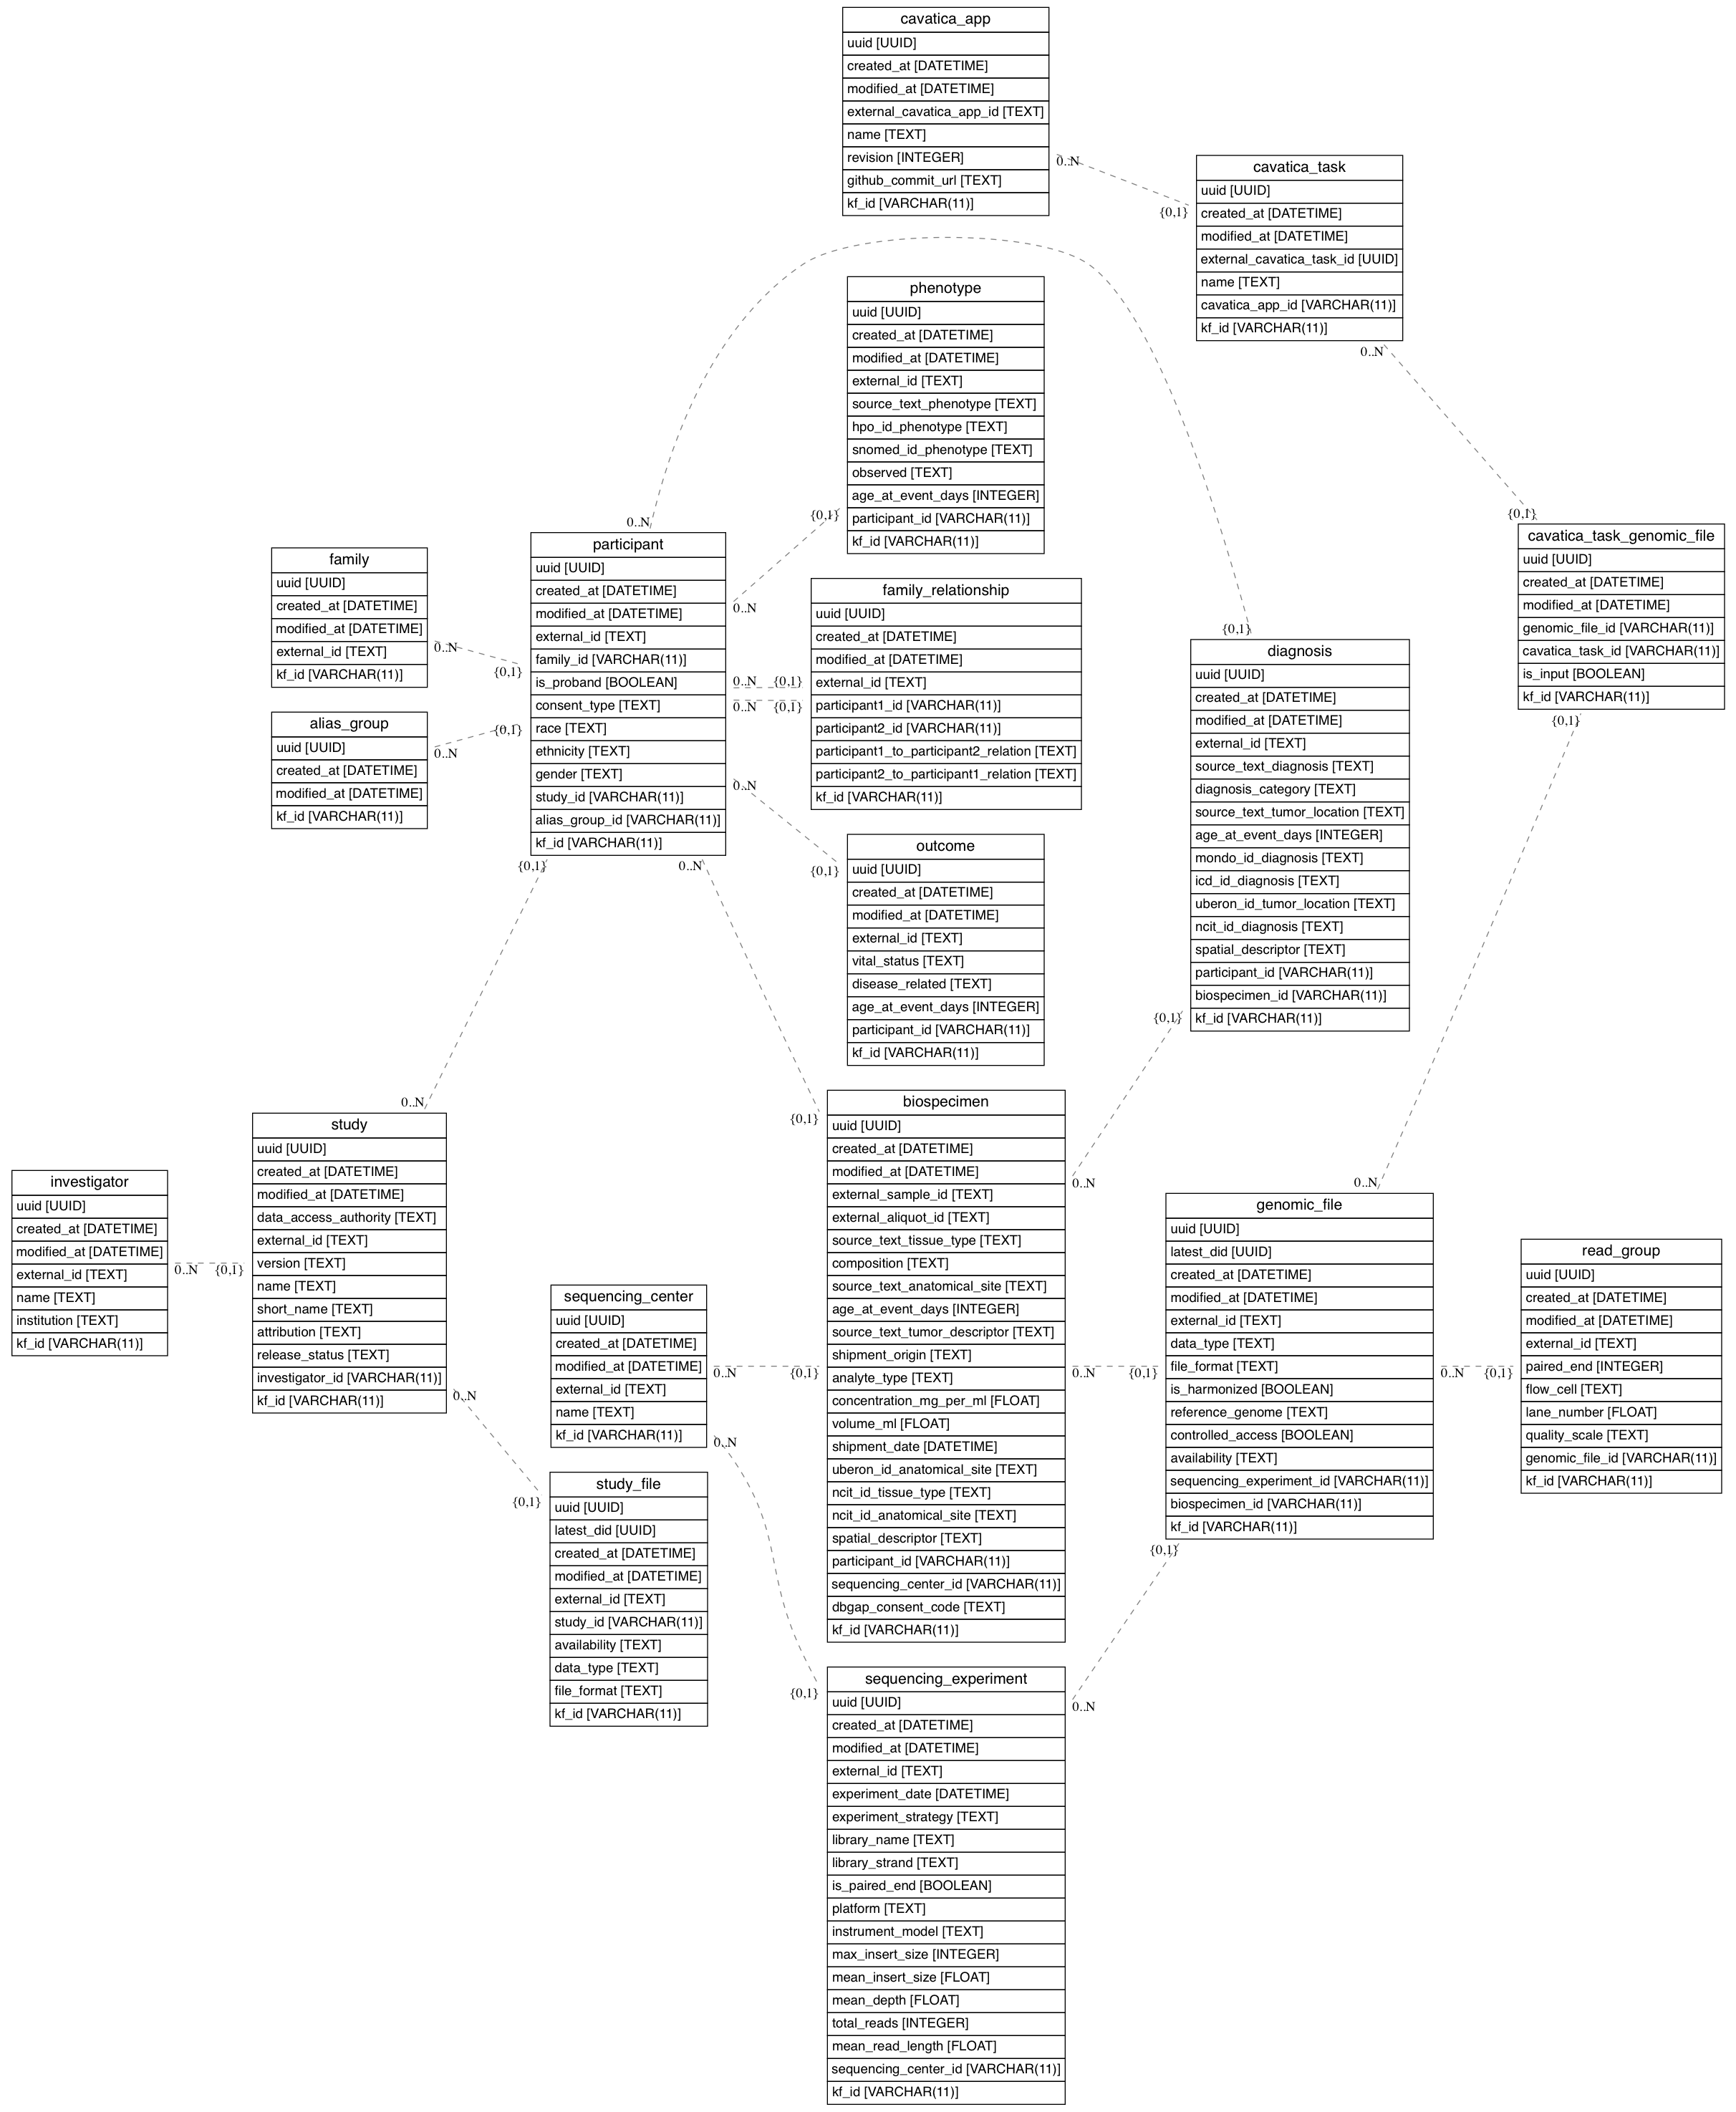 cavatica_app
uuid [UUID]
created_at [DATETIME]
modified_at [DATETIME]
external_cavatica_app_id [TEXT]
name [TEXT]
revision [INTEGER]
github_commit_url [TEXT]
kf_id [VARCHAR(11)]
0..N
{0,1}
cavatica_task
uuid [UUID]
created_at [DATETIME]
modified_at [DATETIME]
external_cavatica_task_id [UUID]
name [TEXT]
cavatica_app_id [VARCHAR(11)]
kf_id [VARCHAR(11)]
0..N
{0,1}
phenotype
uuid [UUID]
created_at [DATETIME]
modified_at [DATETIME]
external_id [TEXT]
source_text_phenotype [TEXT]
hpo_id_phenotype [TEXT]
snomed_id_phenotype [TEXT]
observed [TEXT]
age_at_event_days [INTEGER]
participant_id [VARCHAR(11)]
kf_id [VARCHAR(11)]
{0,1}
0..N
0..N
{0,1}
cavatica_task_genomic_file
uuid [UUID]
created_at [DATETIME]
modified_at [DATETIME]
genomic_file_id [VARCHAR(11)]
cavatica_task_id [VARCHAR(11)]
is_input [BOOLEAN]
kf_id [VARCHAR(11)]
{0,1}
0..N
family
uuid [UUID]
created_at [DATETIME]
modified_at [DATETIME]
external_id [TEXT]
kf_id [VARCHAR(11)]
0..N
{0,1}
participant
uuid [UUID]
created_at [DATETIME]
modified_at [DATETIME]
external_id [TEXT]
family_id [VARCHAR(11)]
is_proband [BOOLEAN]
consent_type [TEXT]
race [TEXT]
ethnicity [TEXT]
gender [TEXT]
study_id [VARCHAR(11)]
alias_group_id [VARCHAR(11)]
kf_id [VARCHAR(11)]
0..N
{0,1}
0..N
{0,1}
family_relationship
uuid [UUID]
created_at [DATETIME]
modified_at [DATETIME]
external_id [TEXT]
participant1_id [VARCHAR(11)]
participant2_id [VARCHAR(11)]
participant1_to_participant2_relation [TEXT]
participant2_to_participant1_relation [TEXT]
kf_id [VARCHAR(11)]
alias_group
uuid [UUID]
created_at [DATETIME]
modified_at [DATETIME]
kf_id [VARCHAR(11)]
0..N
{0,1}
0..N
{0,1}
outcome
uuid [UUID]
created_at [DATETIME]
modified_at [DATETIME]
external_id [TEXT]
vital_status [TEXT]
disease_related [TEXT]
age_at_event_days [INTEGER]
participant_id [VARCHAR(11)]
kf_id [VARCHAR(11)]
diagnosis
uuid [UUID]
created_at [DATETIME]
modified_at [DATETIME]
external_id [TEXT]
source_text_diagnosis [TEXT]
diagnosis_category [TEXT]
source_text_tumor_location [TEXT]
age_at_event_days [INTEGER]
mondo_id_diagnosis [TEXT]
icd_id_diagnosis [TEXT]
uberon_id_tumor_location [TEXT]
ncit_id_diagnosis [TEXT]
spatial_descriptor [TEXT]
participant_id [VARCHAR(11)]
biospecimen_id [VARCHAR(11)]
kf_id [VARCHAR(11)]
{0,1}
0..N
{0,1}
0..N
0..N
{0,1}
investigator
uuid [UUID]
created_at [DATETIME]
modified_at [DATETIME]
external_id [TEXT]
name [TEXT]
institution [TEXT]
kf_id [VARCHAR(11)]
0..N
{0,1}
study
uuid [UUID]
created_at [DATETIME]
modified_at [DATETIME]
data_access_authority [TEXT]
external_id [TEXT]
version [TEXT]
name [TEXT]
short_name [TEXT]
attribution [TEXT]
release_status [TEXT]
investigator_id [VARCHAR(11)]
kf_id [VARCHAR(11)]
0..N
{0,1}
sequencing_center
uuid [UUID]
created_at [DATETIME]
modified_at [DATETIME]
external_id [TEXT]
name [TEXT]
kf_id [VARCHAR(11)]
0..N
{0,1}
0..N
{0,1}
study_file
uuid [UUID]
latest_did [UUID]
created_at [DATETIME]
modified_at [DATETIME]
external_id [TEXT]
study_id [VARCHAR(11)]
availability [TEXT]
data_type [TEXT]
file_format [TEXT]
kf_id [VARCHAR(11)]
biospecimen
uuid [UUID]
created_at [DATETIME]
modified_at [DATETIME]
external_sample_id [TEXT]
external_aliquot_id [TEXT]
source_text_tissue_type [TEXT]
composition [TEXT]
source_text_anatomical_site [TEXT]
age_at_event_days [INTEGER]
source_text_tumor_descriptor [TEXT]
shipment_origin [TEXT]
analyte_type [TEXT]
concentration_mg_per_ml [FLOAT]
volume_ml [FLOAT]
shipment_date [DATETIME]
uberon_id_anatomical_site [TEXT]
ncit_id_tissue_type [TEXT]
ncit_id_anatomical_site [TEXT]
spatial_descriptor [TEXT]
participant_id [VARCHAR(11)]
sequencing_center_id [VARCHAR(11)]
dbgap_consent_code [TEXT]
kf_id [VARCHAR(11)]
0..N
{0,1}
genomic_file
uuid [UUID]
latest_did [UUID]
created_at [DATETIME]
modified_at [DATETIME]
external_id [TEXT]
data_type [TEXT]
file_format [TEXT]
is_harmonized [BOOLEAN]
reference_genome [TEXT]
controlled_access [BOOLEAN]
availability [TEXT]
sequencing_experiment_id [VARCHAR(11)]
biospecimen_id [VARCHAR(11)]
kf_id [VARCHAR(11)]
0..N
{0,1}
read_group
uuid [UUID]
created_at [DATETIME]
modified_at [DATETIME]
external_id [TEXT]
paired_end [INTEGER]
flow_cell [TEXT]
lane_number [FLOAT]
quality_scale [TEXT]
genomic_file_id [VARCHAR(11)]
kf_id [VARCHAR(11)]
{0,1}
0..N
sequencing_experiment
uuid [UUID]
created_at [DATETIME]
modified_at [DATETIME]
external_id [TEXT]
experiment_date [DATETIME]
experiment_strategy [TEXT]
library_name [TEXT]
library_strand [TEXT]
is_paired_end [BOOLEAN]
platform [TEXT]
instrument_model [TEXT]
max_insert_size [INTEGER]
mean_insert_size [FLOAT]
mean_depth [FLOAT]
total_reads [INTEGER]
mean_read_length [FLOAT]
sequencing_center_id [VARCHAR(11)]
kf_id [VARCHAR(11)]